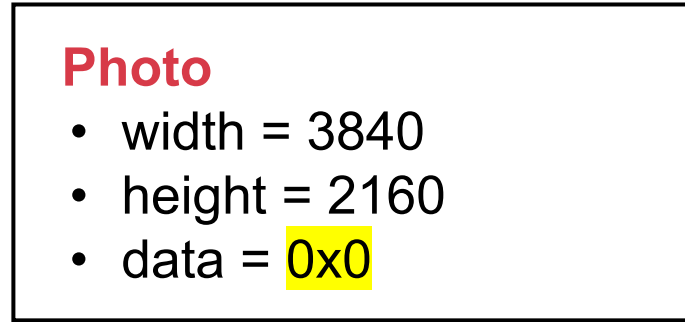 Photo
• width = 3840
• height = 2160
• data = 0x0